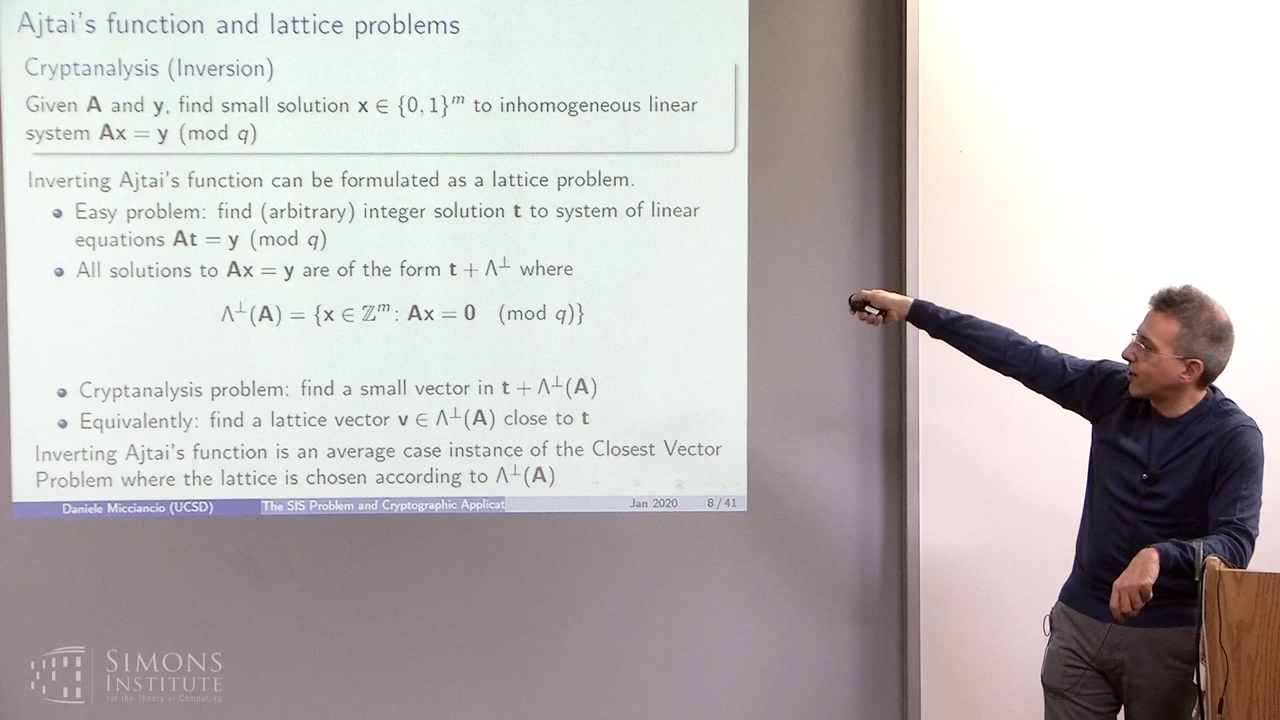 Ajtai's function and lattice problems
Cryptanalysis (Inversion)
Given A and y, find small solution x ∈ {0, 1}ᵐ to inhomogeneous linear
system Ax = y (mod q)
Inverting Ajtai's function can be formulated as a lattice problem.
Easy problem: find (arbitrary) integer solution t to system of linear
equations At = y (mod q)
All solutions to Ax = y are of the form t + Λ⊥ where
Λ⊥(A) = {x ∈ ℤᵐ: Ax = 0 (mod q)}
Cryptanalysis problem: find a small vector in t + Λ⊥(A)
Equivalently: find a lattice vector v ∈ Λ⊥(A) close to t
Inverting Ajtai's function is an average case instance of the Closest Vector
Problem where the lattice is chosen according to Λ⊥(A)
Daniele Micciancio (UCSD) The SIS Problem and Cryptographic Applicat Jan 2020 8 / 41
SIMONS
INSTITUTE
for the Theory of Computing